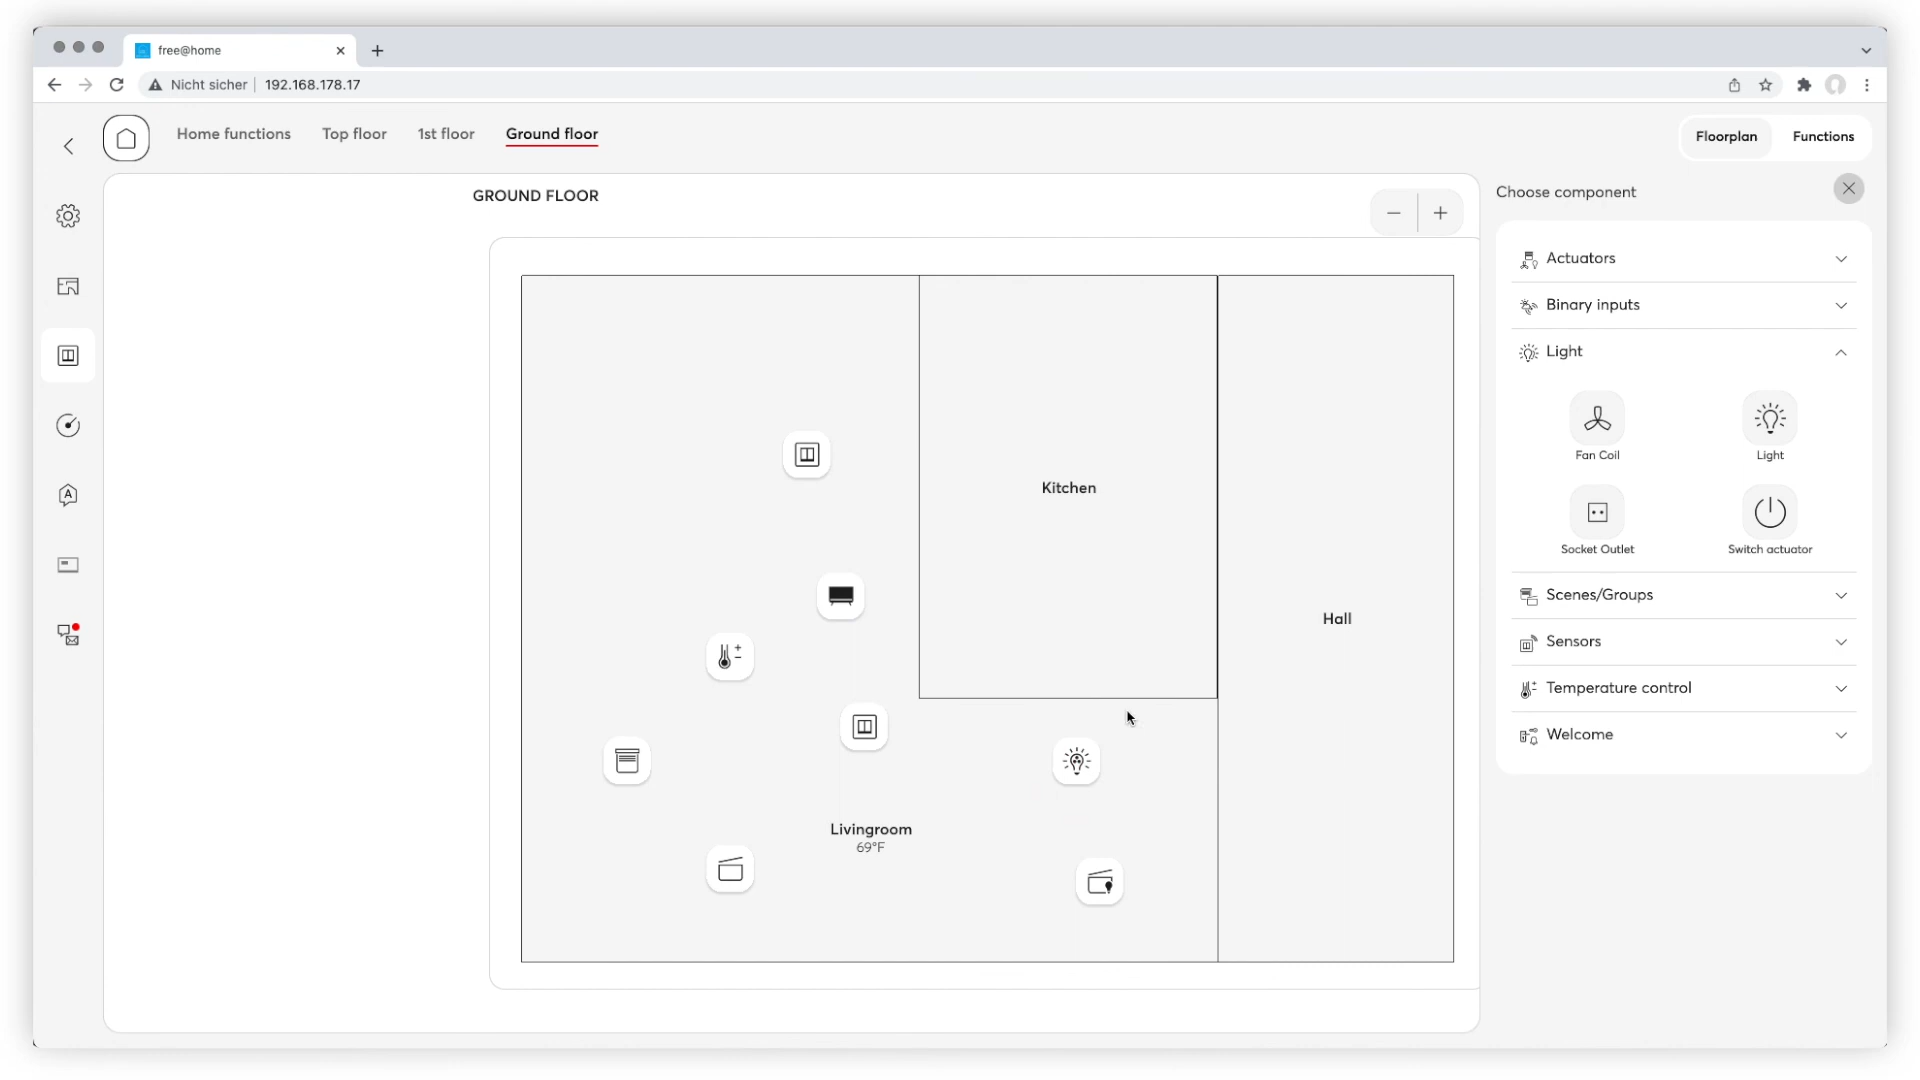 free@home
Nicht sicher
192.168.178.17
Home functions
Top floor
1st floor
Ground floor
Floorplan
Functions
GROUND FLOOR
Choose component
Actuators
Binary inputs
Light
Fan Coil
Light
Socket Outlet
Switch actuator
Scenes/Groups
Sensors
Temperature control
Welcome
Kitchen
Hall
Livingroom
69°F